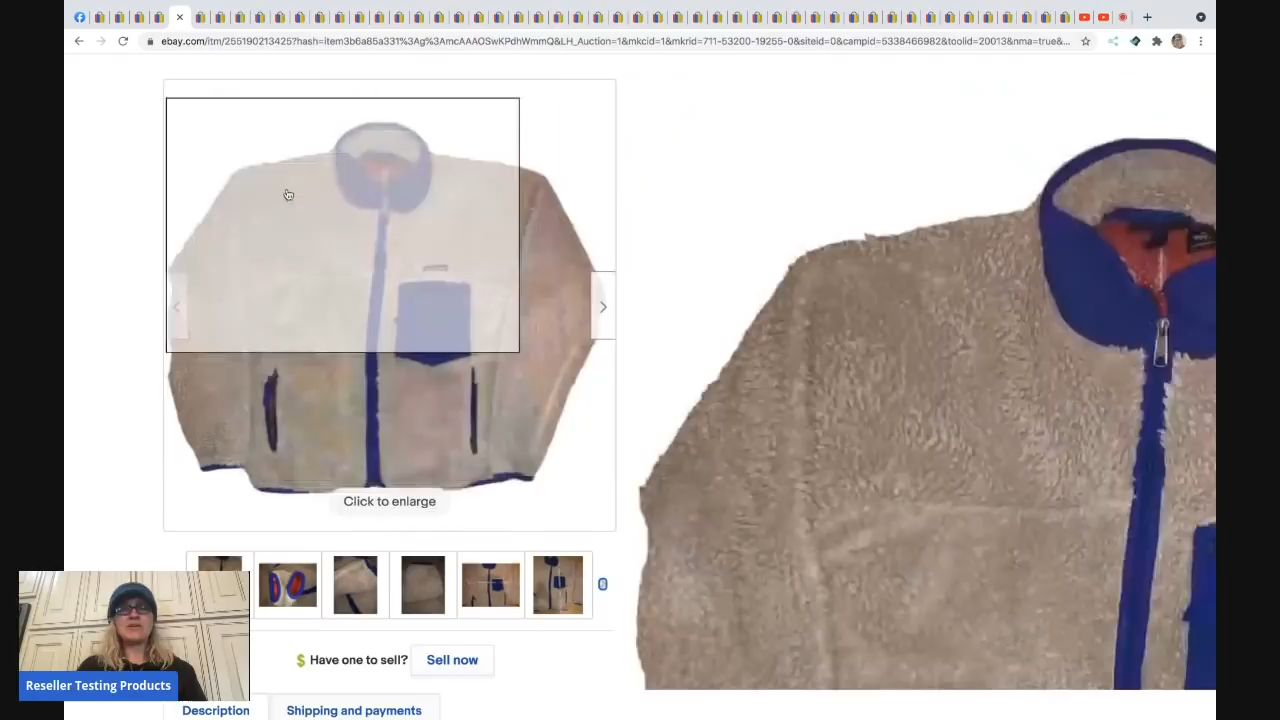 ebay.com/itm/255190213425?hash=item3b6a85a331%3Ag%3AmcAAAOSwKPdhWmmQ&LH_Auction=1&mkcid=1&mkrid=711-53200-19255-0&siteid=0&campid=5338466982&toolid=20013&nma=true&...
Click to enlarge
Have one to sell?
Sell now
Reseller Testing Products
Description
Shipping and payments